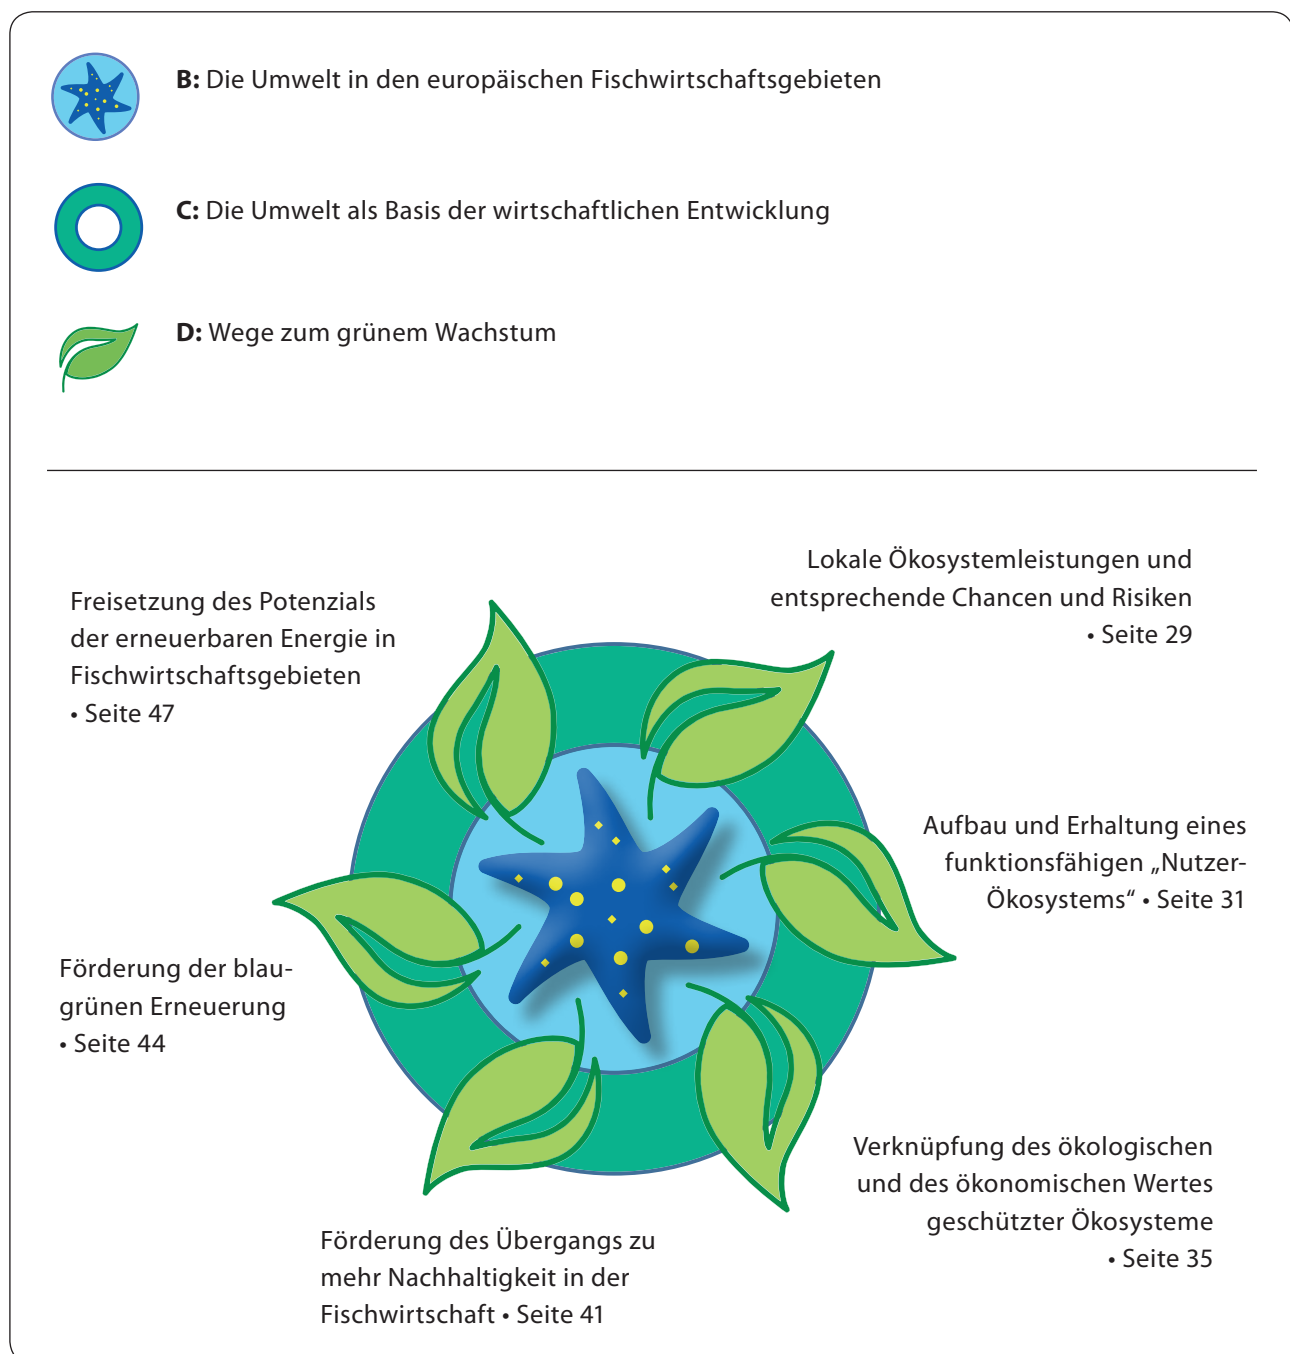 B: Die Umwelt in den europäischen Fischwirtschaftsgebieten
C: Die Umwelt als Basis der wirtschaftlichen Entwicklung
D: Wege zum grünem Wachstum
Lokale Ökosystemleistungen und
entsprechende Chancen und Risiken
• Seite 29
Freisetzung des Potenzials
der erneuerbaren Energie in
Fischwirtschaftsgebieten
• Seite 47
Aufbau und Erhaltung eines
funktionsfähigen „Nutzer-
Ökosystems“ • Seite 31
Förderung der blau-
grünen Erneuerung
• Seite 44
Verknüpfung des ökologischen
und des ökonomischen Wertes
geschützter Ökosysteme
• Seite 35
Förderung des Übergangs zu
mehr Nachhaltigkeit in der
Fischwirtschaft • Seite 41